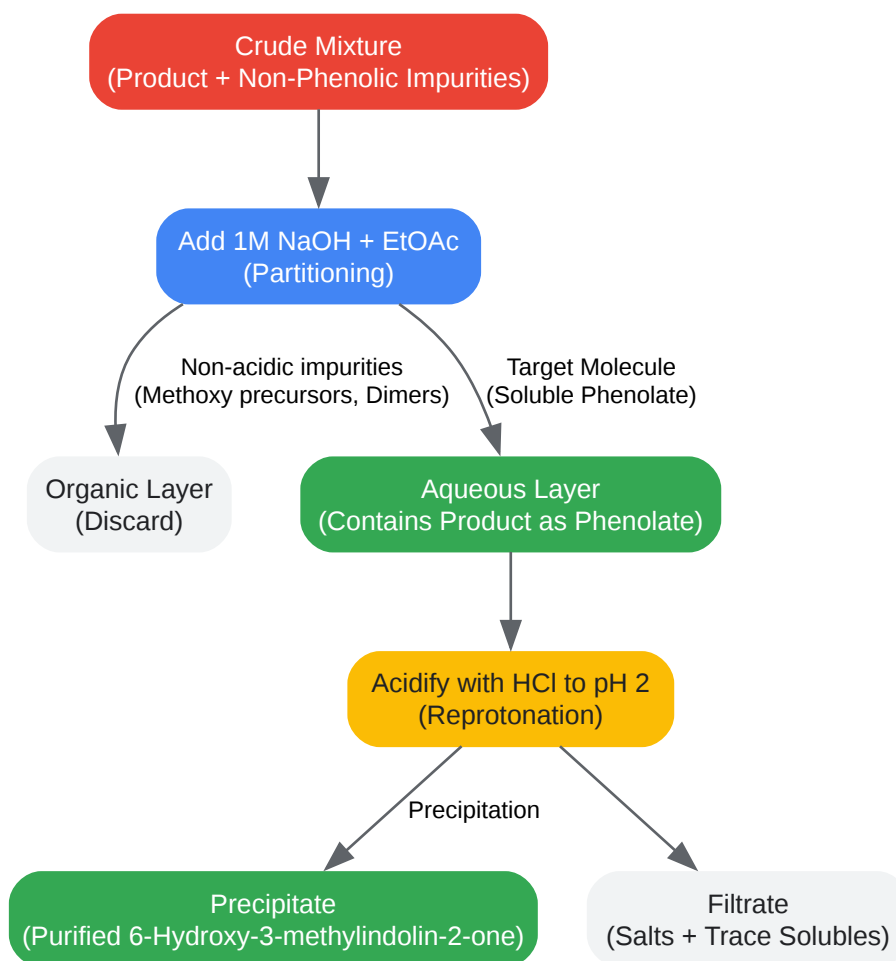 Crude Mixture
(Product + Non-Phenolic Impurities)
Add 1M NaOH + EtOAc
(Partitioning)
Non-acidic impurities
(Methoxy precursors, Dimers)
Target Molecule
(Soluble Phenolate)
Organic Layer
(Discard)
Aqueous Layer
(Contains Product as Phenolate)
Acidify with HCl to pH 2
(Reprotonation)
Precipitation
Precipitate
(Purified 6-Hydroxy-3-methylindolin-2-one)
Filtrate
(Salts + Trace Solubles)